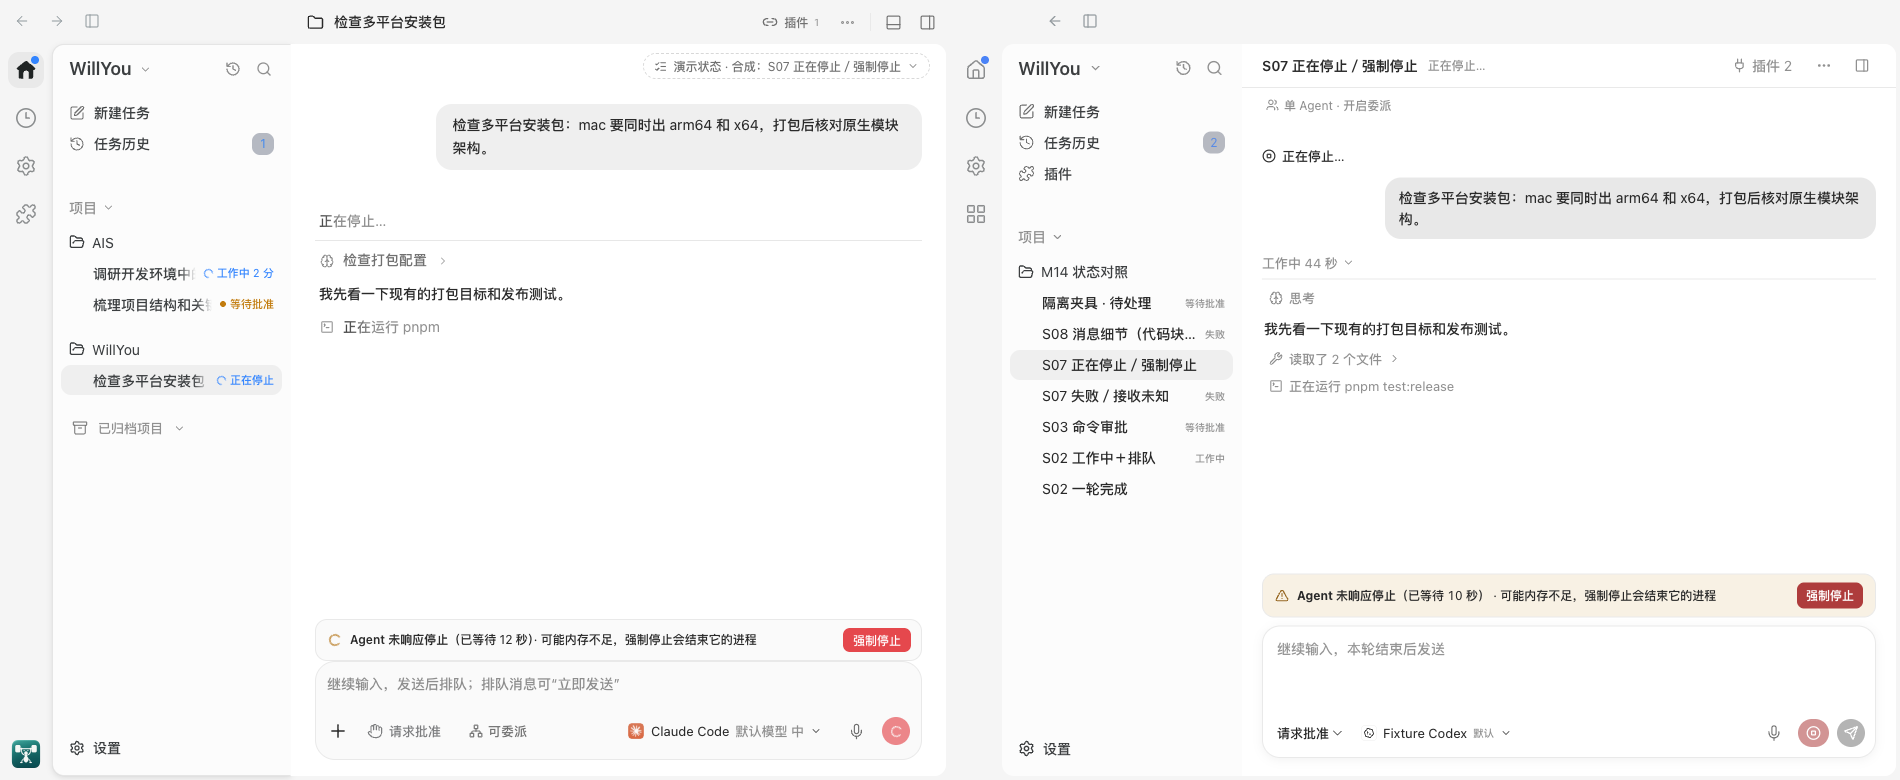 检查多平台安装包
插件 1
WillYou
新建任务
任务历史
1
项目
AIS
调研开发环境中
工作中 2 分
梳理项目结构和关
等待批准
WillYou
检查多平台安装包
正在停止
已归档项目
设置
演示状态 · 合成：S07 正在停止 / 强制停止
检查多平台安装包：mac 要同时出 arm64 和 x64，打包后核对原生模块
架构。
正在停止...
检查打包配置
我先看一下现有的打包目标和发布测试。
正在运行 pnpm
Agent 未响应停止（已等待 12 秒）· 可能内存不足，强制停止会结束它的进程
强制停止
继续输入，发送后排队；排队消息可“立即发送”
请求批准
可委派
Claude Code 默认模型 中
WillYou
新建任务
任务历史
2
插件
项目
M14 状态对照
隔离夹具 · 待处理
等待批准
S08 消息细节（代码块...
失败
S07 正在停止 / 强制停止
S07 失败 / 接收未知
失败
S03 命令审批
等待批准
S02 工作中＋排队
工作中
S02 一轮完成
设置
S07 正在停止 / 强制停止 正在停止...
插件 2
单 Agent · 开启委派
正在停止...
检查多平台安装包：mac 要同时出 arm64 和 x64，打包后核对原生模块架
构。
工作中 44 秒
思考
我先看一下现有的打包目标和发布测试。
读取了 2 个文件
正在运行 pnpm test:release
Agent 未响应停止（已等待 10 秒） · 可能内存不足，强制停止会结束它的进程
强制停止
继续输入，本轮结束后发送
请求批准
Fixture Codex 默认